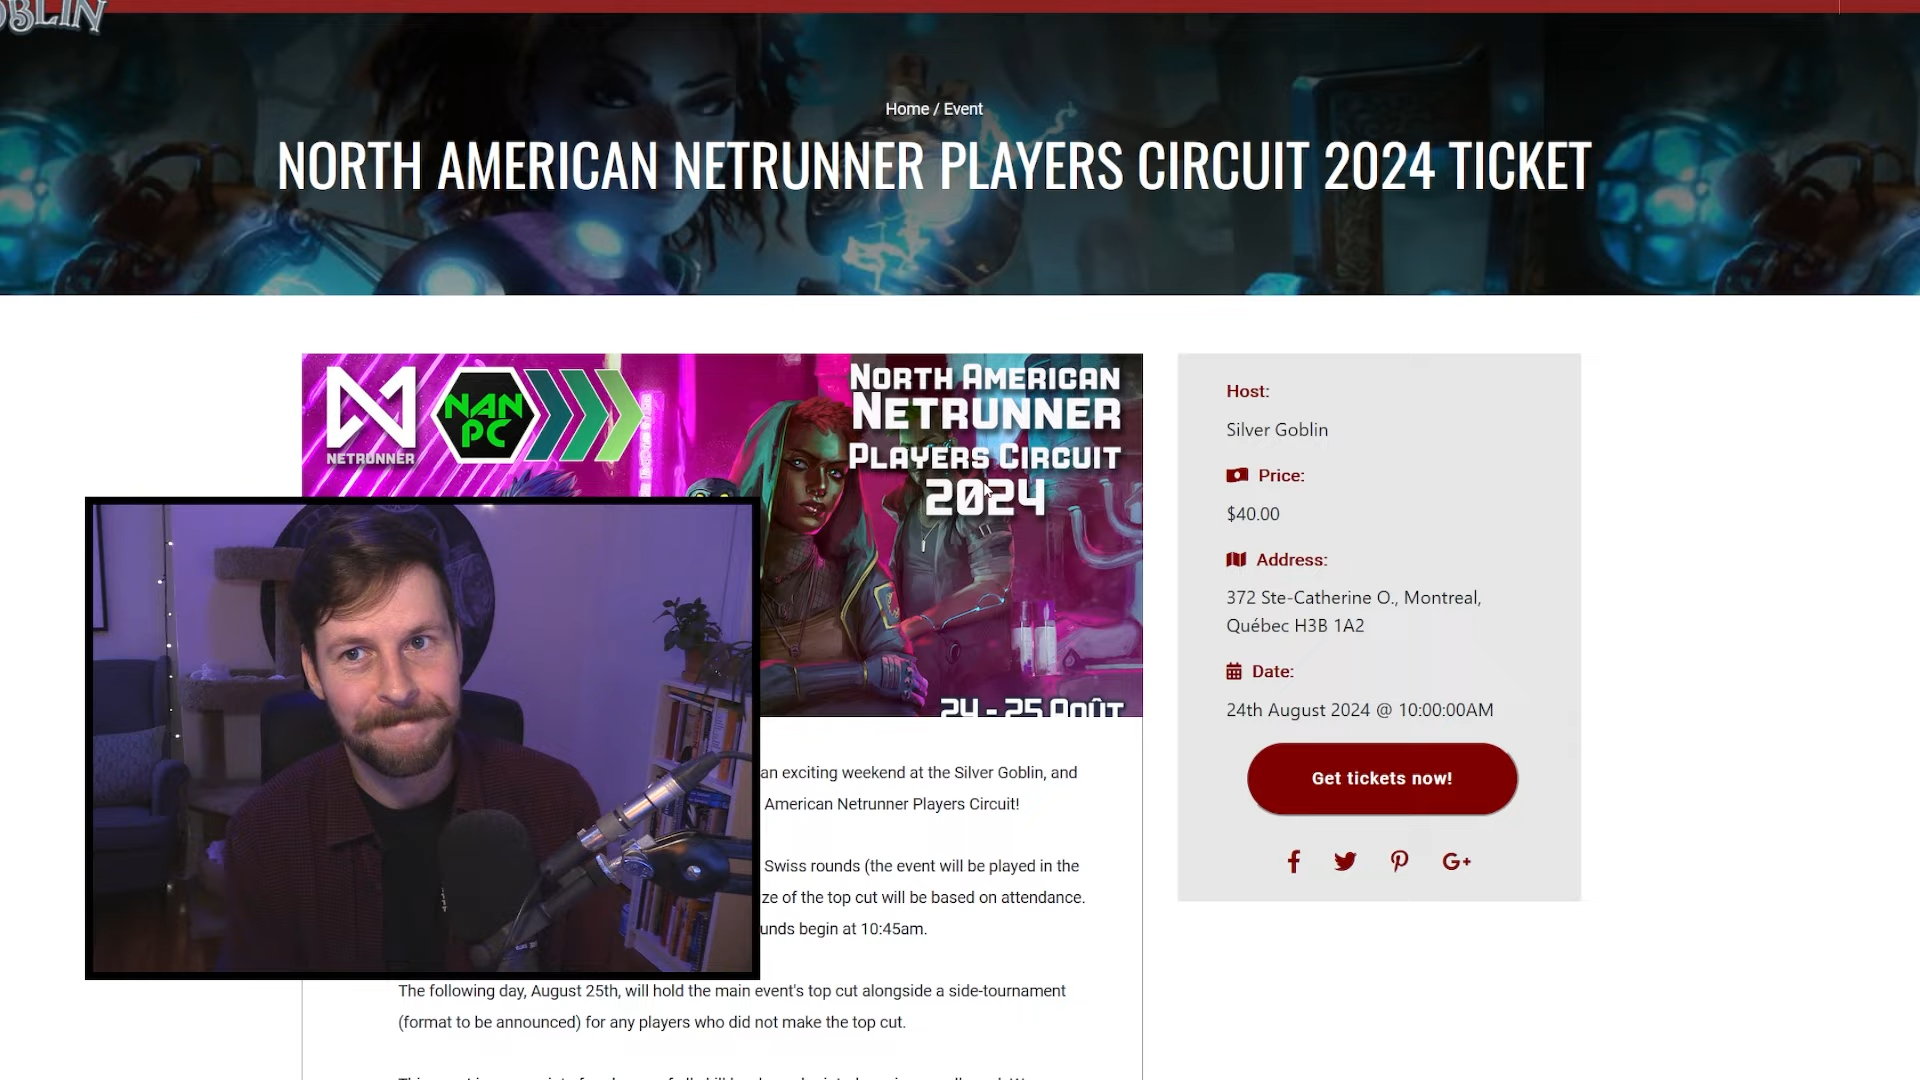 OBLIN
Home / Event
NORTH AMERICAN NETRUNNER PLAYERS CIRCUIT 2024 TICKET
NETRUNNER
NAN
PC
NORTH AMERICAN
NETRUNNER
PLAYERS CIRCUIT
2024
24 - 25 AOÛT
an exciting weekend at the Silver Goblin, and
American Netrunner Players Circuit!
Swiss rounds (the event will be played in the
ze of the top cut will be based on attendance.
unds begin at 10:45am.
The following day, August 25th, will hold the main event's top cut alongside a side-tournament
(format to be announced) for any players who did not make the top cut.
Host:
Silver Goblin
Price:
$40.00
Address:
372 Ste-Catherine O., Montreal,
Québec H3B 1A2
Date:
24th August 2024 @ 10:00:00AM
Get tickets now!
G+